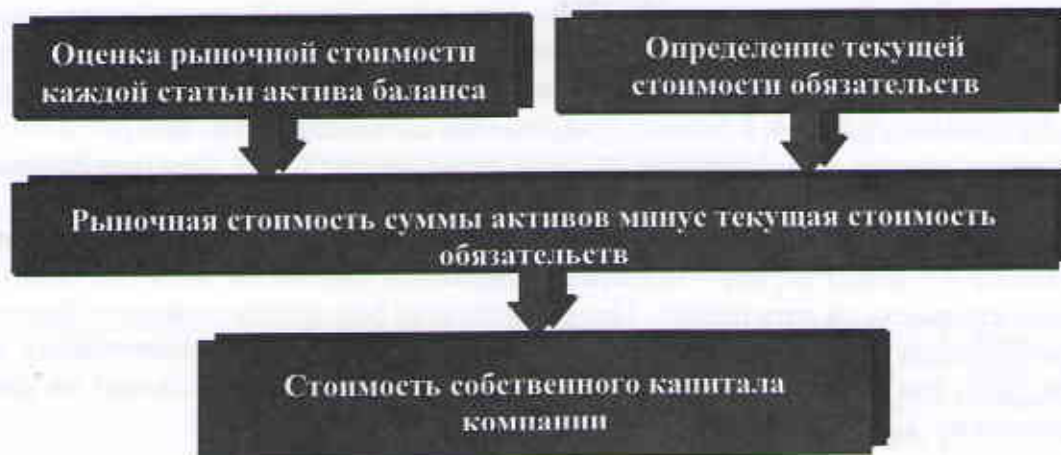 Оценка рыночной стоимости
каждой статьи актива баланса
Определение текущей
стоимости обязательств
Рыночная стоимость суммы активов минус текущая стоимость
обязательств
Стоимость собственного капитала
компании